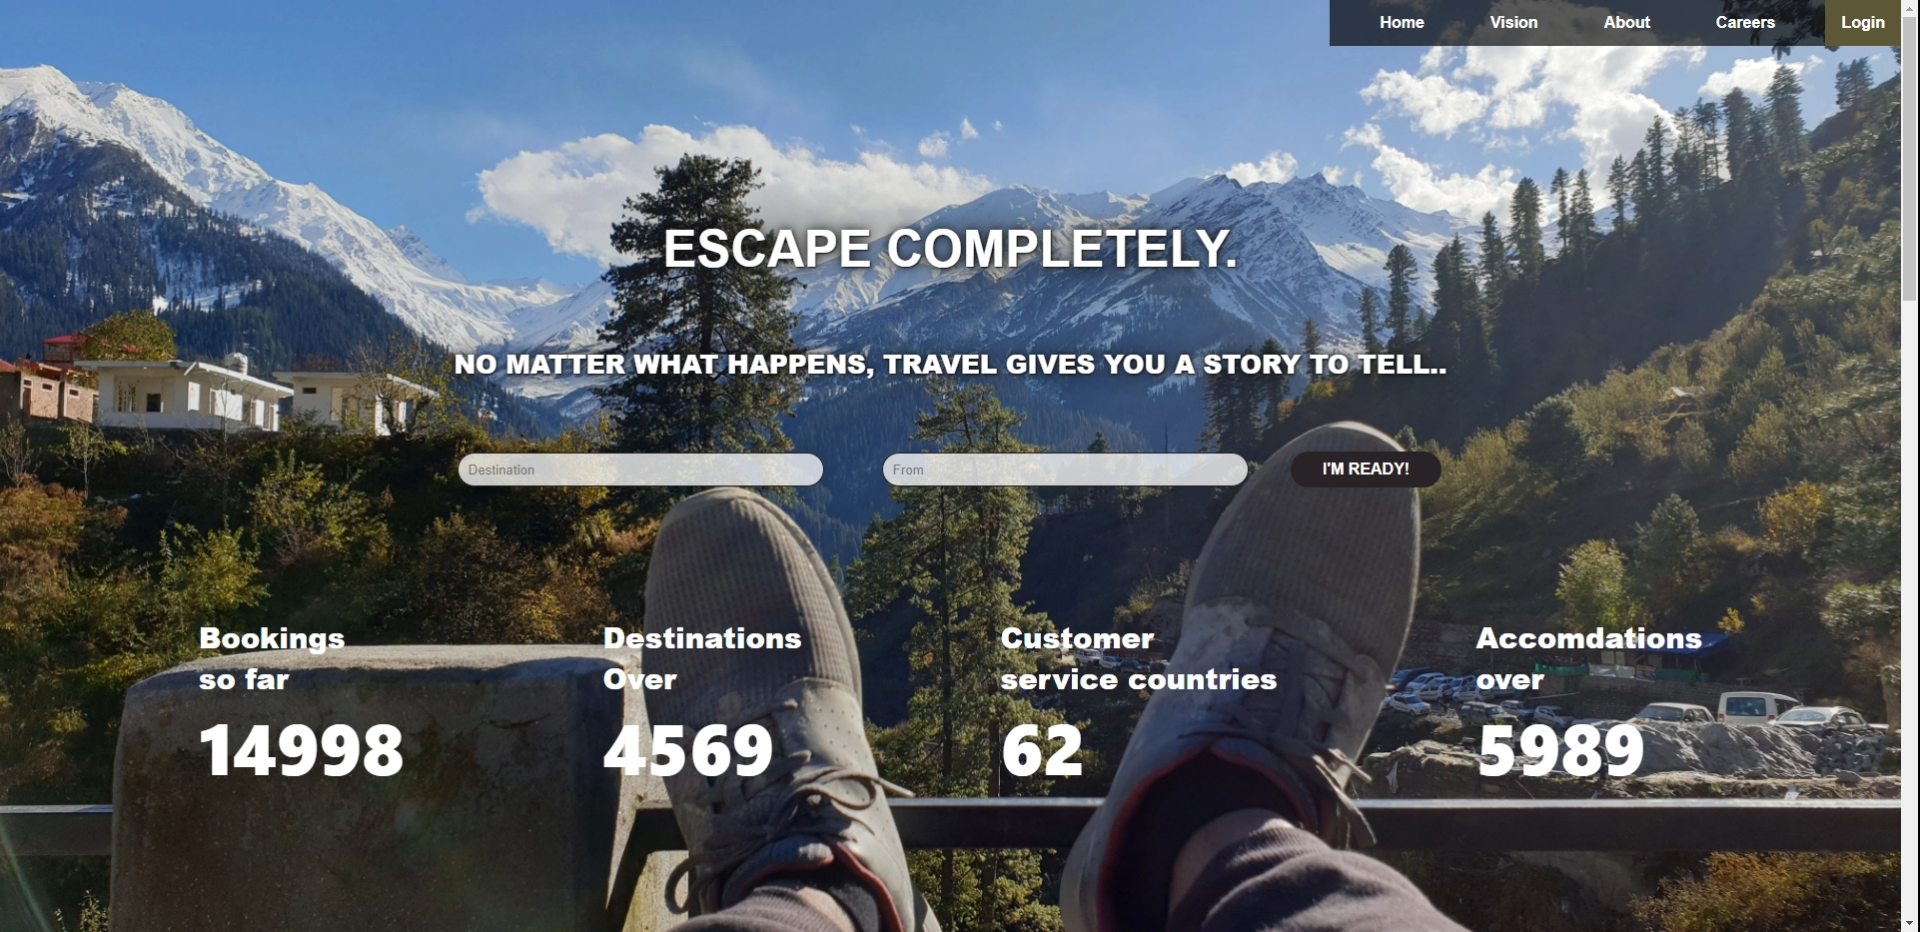 Home Vision About Careers Login
ESCAPE COMPLETELY.
NO MATTER WHAT HAPPENS, TRAVEL GIVES YOU A STORY TO TELL..
Destination From I'M READY!
Bookings
so far
14998
Destinations
Over
4569
Customer
service countries
62
Accomdations
over
5989